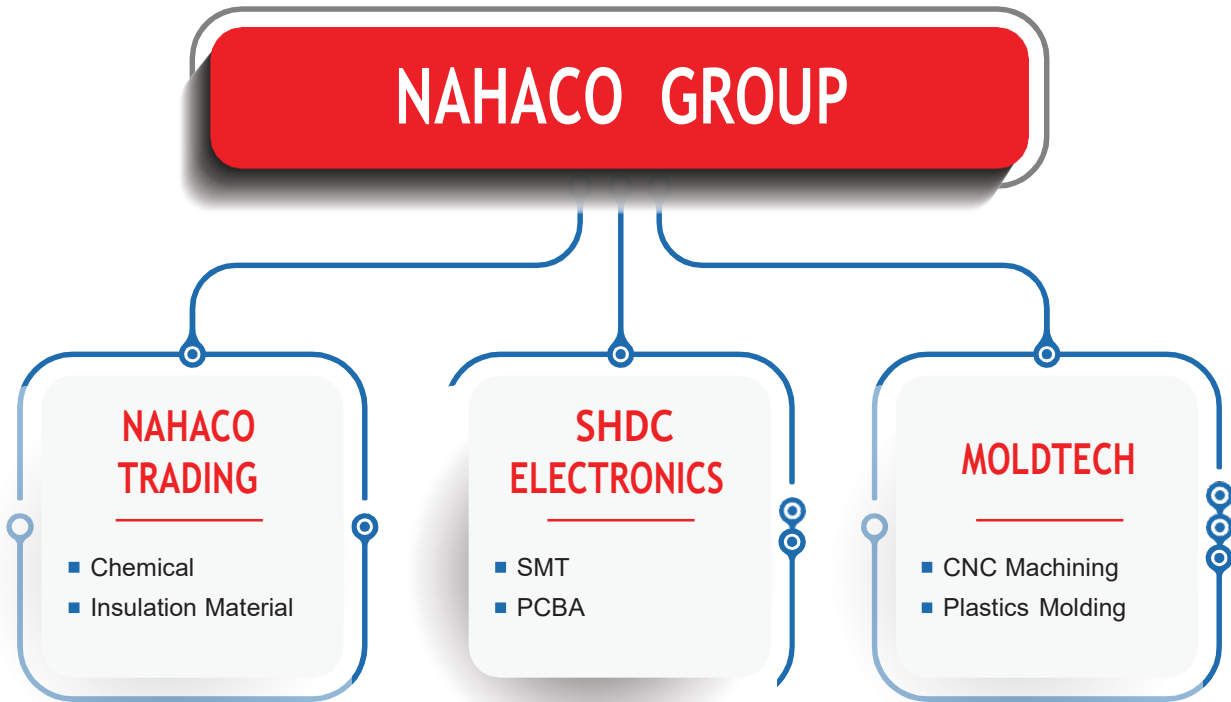 NAHACO GROUP
NAHACO
TRADING
Chemical
Insulation Material
SHDC
ELECTRONICS
SMT
PCBA
MOLDTECH
CNC Machining
Plastics Molding